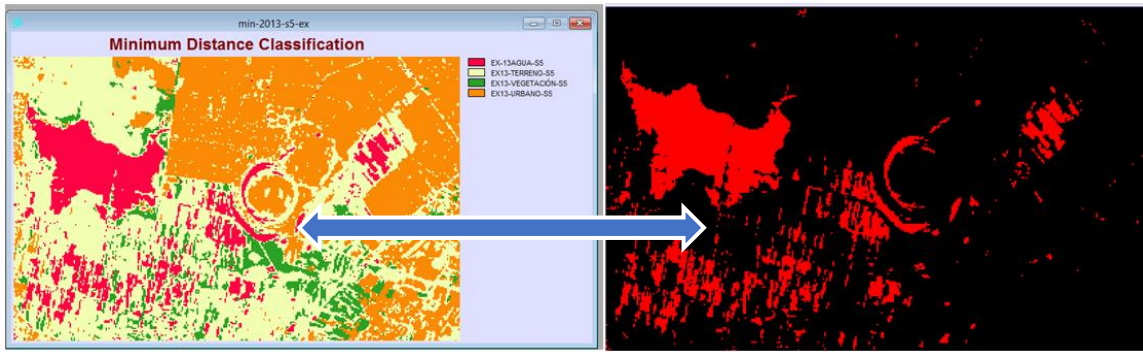 min-2013-s5-ex
Minimum Distance Classification
EX-13AGUA-S5
EX13-TERRENO-S5
EX13-VEGETACIÓN-S5
EX13-URBANO-S5